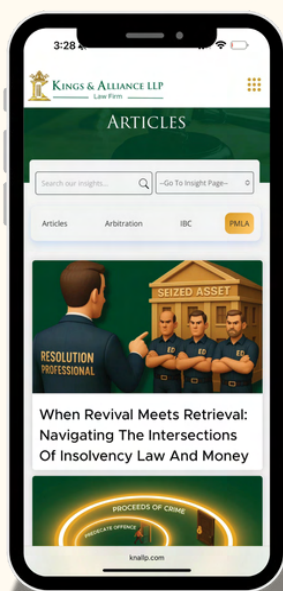 3:28
KINGS & ALLIANCE LLP
Law Firm
ARTICLES
Search our insights...
--Go To Insight Page--
Articles
Arbitration
IBC
PMLA
SEIZED ASSET
RESOLUTION
PROFESSIONAL
ED
ED
ED
When Revival Meets Retrieval:
Navigating The Intersections
Of Insolvency Law And Money
PROCEEDS OF CRIME
PREDICATE OFFENCE
knallp.com